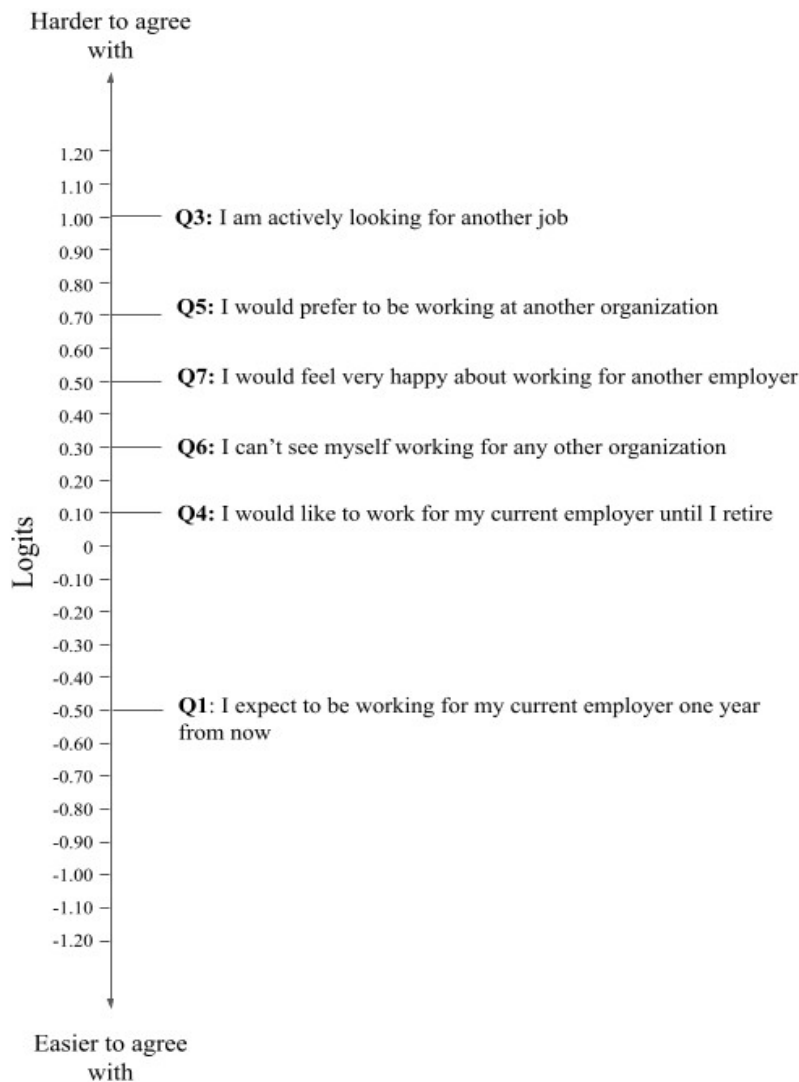 Harder to agree
with
1.20
1.10
1.00
Q3: I am actively looking for another job
0.90
0.80
0.70
Q5: I would prefer to be working at another organization
0.60
0.50
Q7: I would feel very happy about working for another employer
0.40
0.30
Q6: I can’t see myself working for any other organization
0.20
0.10
Q4: I would like to work for my current employer until I retire
Logits
0
-0.10
-0.20
-0.30
-0.40
-0.50
Q1: I expect to be working for my current employer one year
from now
-0.60
-0.70
-0.80
-0.90
-1.00
-1.10
-1.20
Easier to agree
with